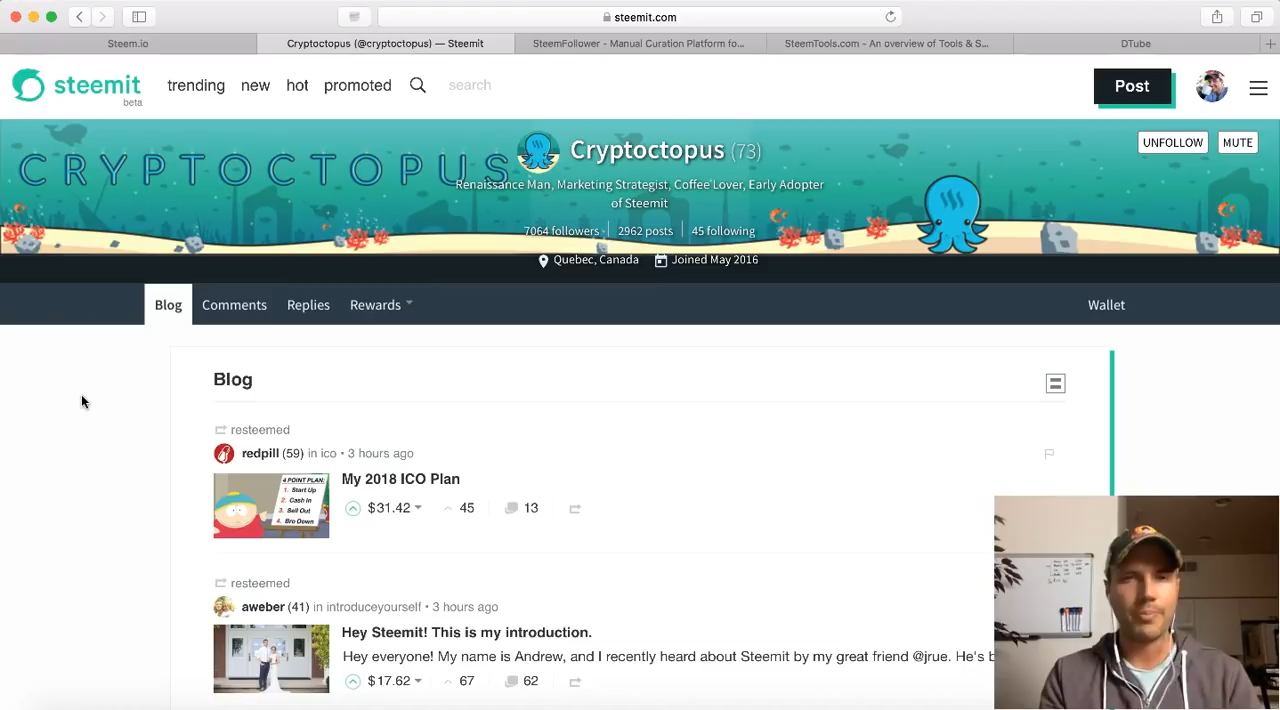 steemit.com
Steem.io
Cryptoctopus (@cryptoctopus) — Steemit
SteemFollower - Manual Curation Platform fo...
SteemTools.com - An overview of Tools & S...
DTube
steemit
beta
trending
new
hot
promoted
search
Post
CRYPTOCTOPUS
Cryptoctopus (73)
UNFOLLOW
MUTE
Renaissance Man, Marketing Strategist, Coffee Lover, Early Adopter
of Steemit
7064 followers
2962 posts
45 following
Quebec, Canada
Joined May 2016
Blog
Comments
Replies
Rewards
Wallet
Blog
resteemed
redpill (59) in ico • 3 hours ago
My 2018 ICO Plan
4 POINT PLAN:
1. Start Up
2. Cash In
3. Sell Out
4. Bro Down
$31.42
45
13
resteemed
aweber (41) in introduceyourself • 3 hours ago
Hey Steemit! This is my introduction.
Hey everyone! My name is Andrew, and I recently heard about Steemit by my great friend @jrue. He's
$17.62
67
62